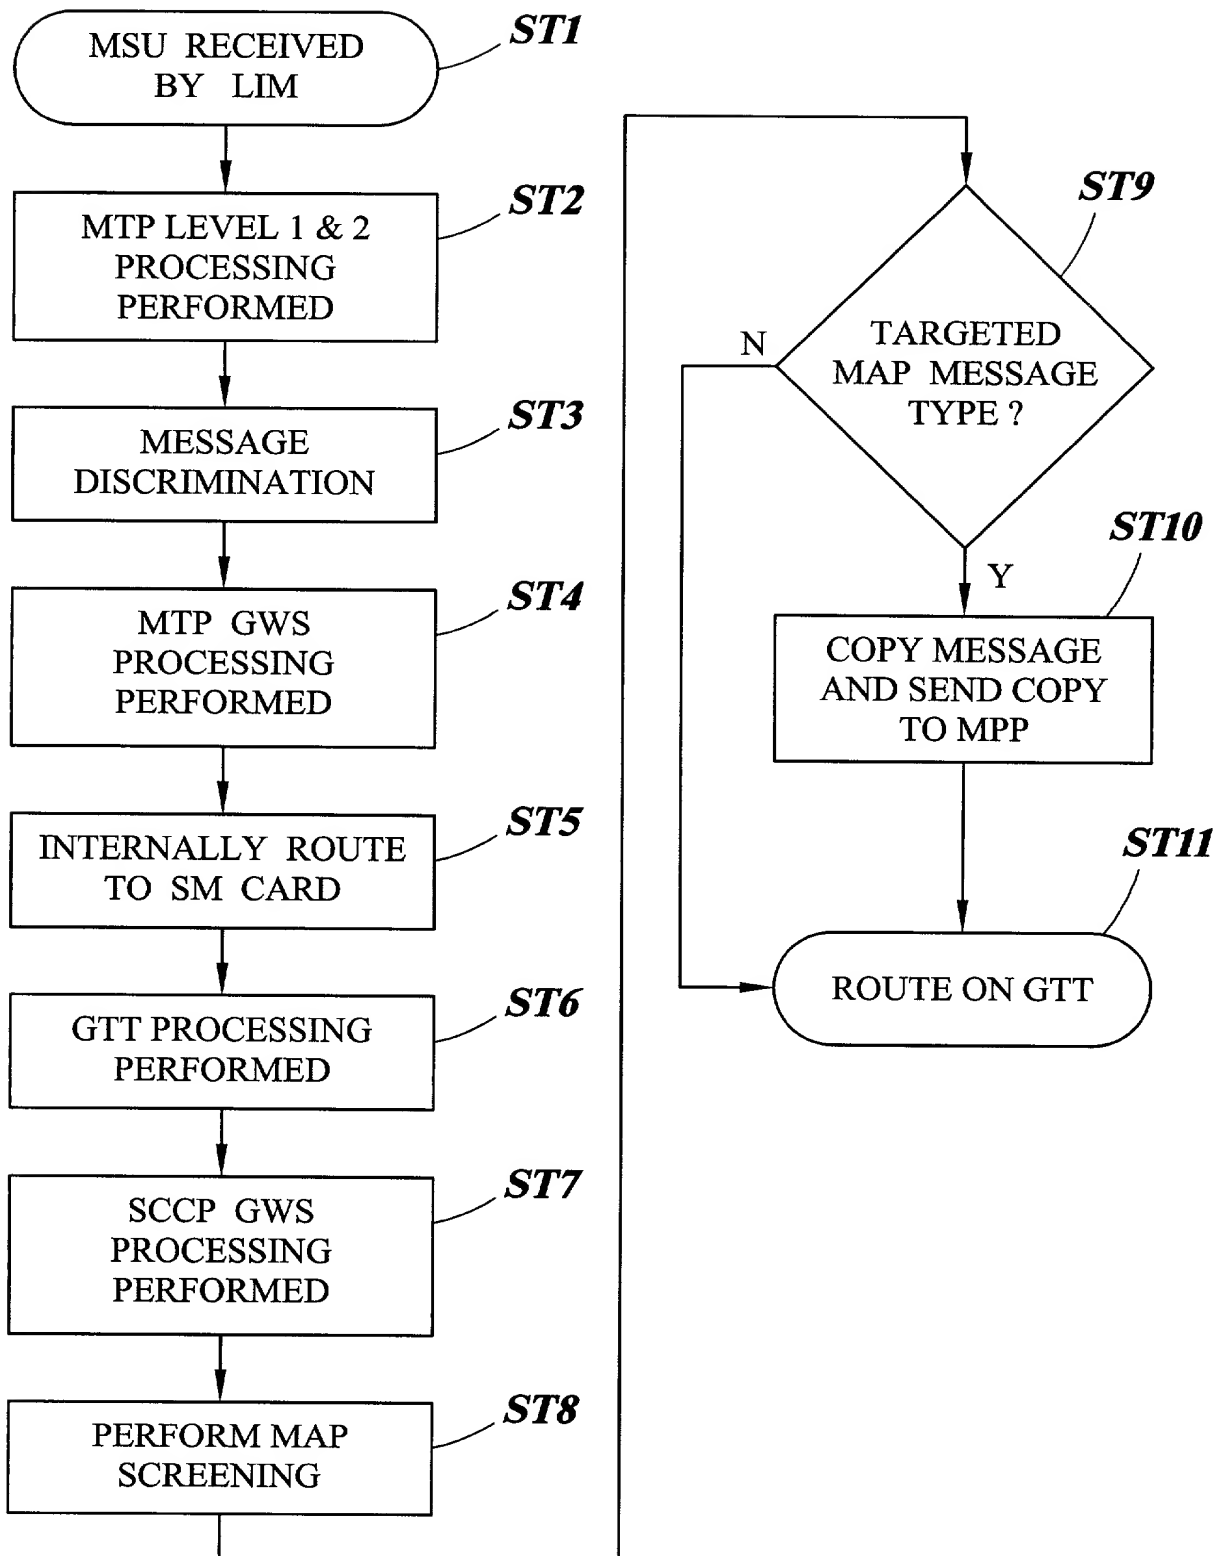 MSU RECEIVED
BY LIM
ST1
MTP LEVEL 1 & 2
PROCESSING
PERFORMED
ST2
MESSAGE
DISCRIMINATION
ST3
MTP GWS
PROCESSING
PERFORMED
ST4
INTERNALLY ROUTE
TO SM CARD
ST5
GTT PROCESSING
PERFORMED
ST6
SCCP GWS
PROCESSING
PERFORMED
ST7
PERFORM MAP
SCREENING
ST8
TARGETED
MAP MESSAGE
TYPE ?
ST9
N
Y
COPY MESSAGE
AND SEND COPY
TO MPP
ST10
ROUTE ON GTT
ST11